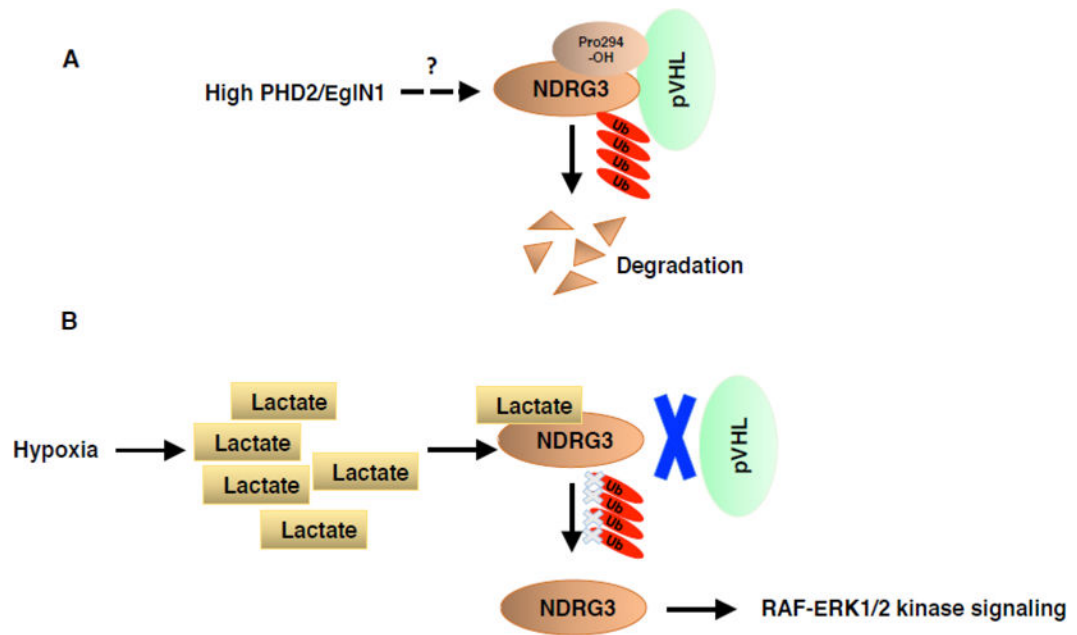 A
High PHD2/EglN1
?
Pro294
-OH
NDRG3
pVHL
Ub
Ub
Ub
Ub
Degradation
B
Hypoxia
Lactate
Lactate
Lactate
Lactate
Lactate
Lactate
NDRG3
pVHL
Ub
Ub
Ub
Ub
NDRG3
RAF-ERK1/2 kinase signaling